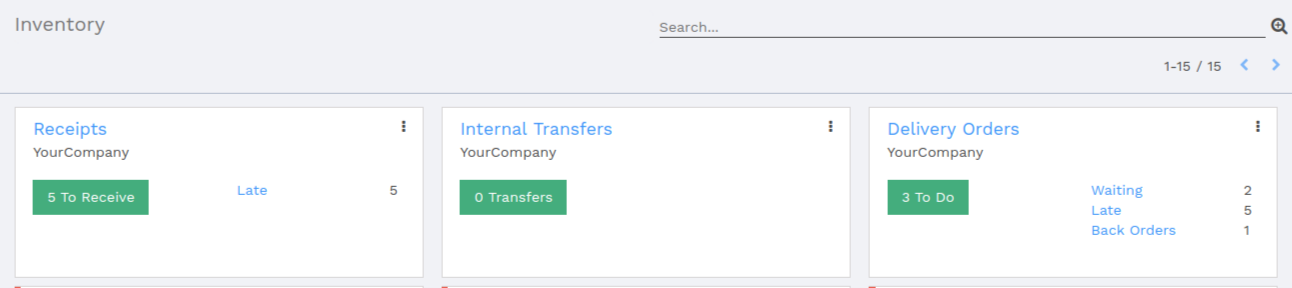 Inventory
Search...
1-15 / 15
Receipts
YourCompany
5 To Receive
Late 5
Internal Transfers
YourCompany
0 Transfers
Delivery Orders
YourCompany
3 To Do
Waiting 2
Late 5
Back Orders 1